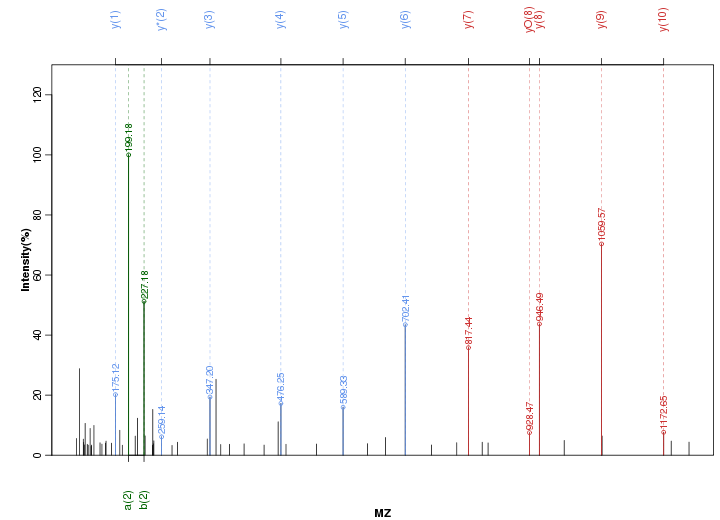 y(1)
y*(2)
y(3)
y(4)
y(5)
y(6)
y(7)
yO(8)
y(8)
y(9)
y(10)
Intensity(%)
0
20
40
60
80
100
120
175.12
199.18
227.18
259.14
347.20
476.25
589.33
702.41
817.44
928.47
946.49
1059.57
1172.65
a(2)
b(2)
MZ